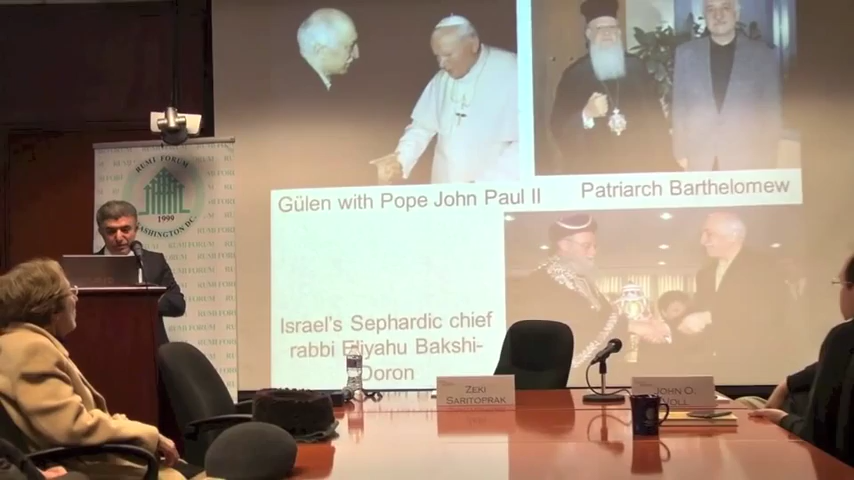 RUMI FORUM
1999
WASHINGTON DC
Gülen with Pope John Paul II
Patriarch Bartholomew
Israel's Sephardic chief
rabbi Eliyahu Bakshi-
Doron
ZEKI
SARITOPRAK
JOHN O.
VOLL